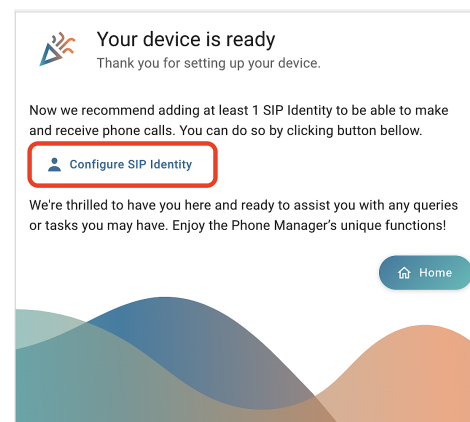 Your device is ready
Thank you for setting up your device.
Now we recommend adding at least 1 SIP Identity to be able to make
and receive phone calls. You can do so by clicking button bellow.
Configure SIP Identity
We're thrilled to have you here and ready to assist you with any queries
or tasks you may have. Enjoy the Phone Manager’s unique functions!
Home